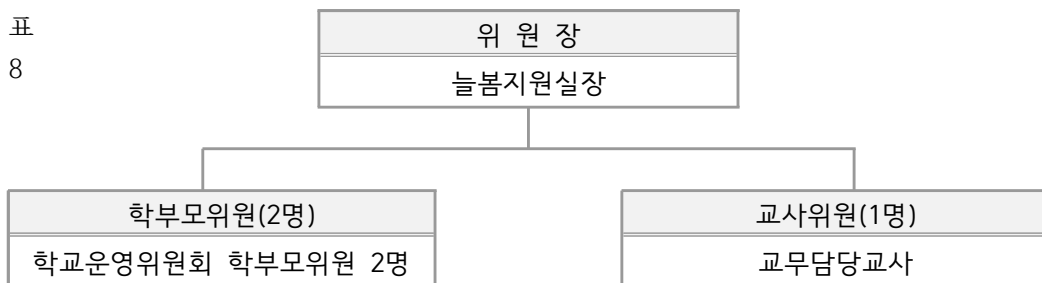 표
8
위 원 장
늘봄지원실장
학부모위원(2명)
학교운영위원회 학부모위원 2명
교사위원(1명)
교무담당교사